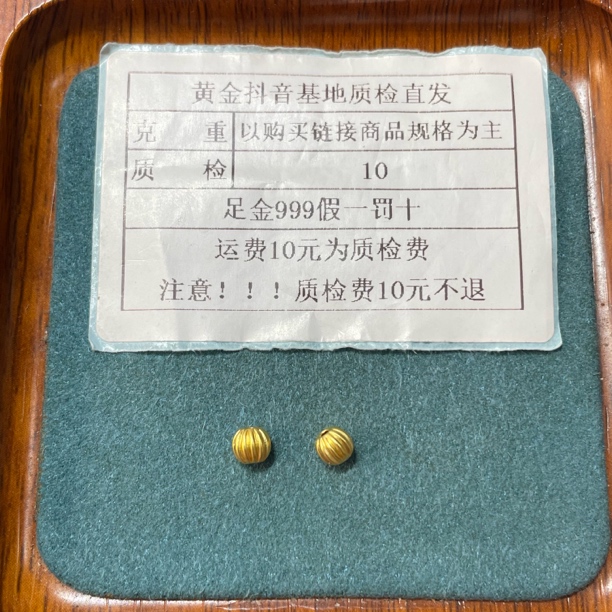 黄金抖音基地质检直发
克重 以购买链接商品规格为主
质检 10
足金999假一罚十
运费10元为质检费
注意！！！质检费10元不退